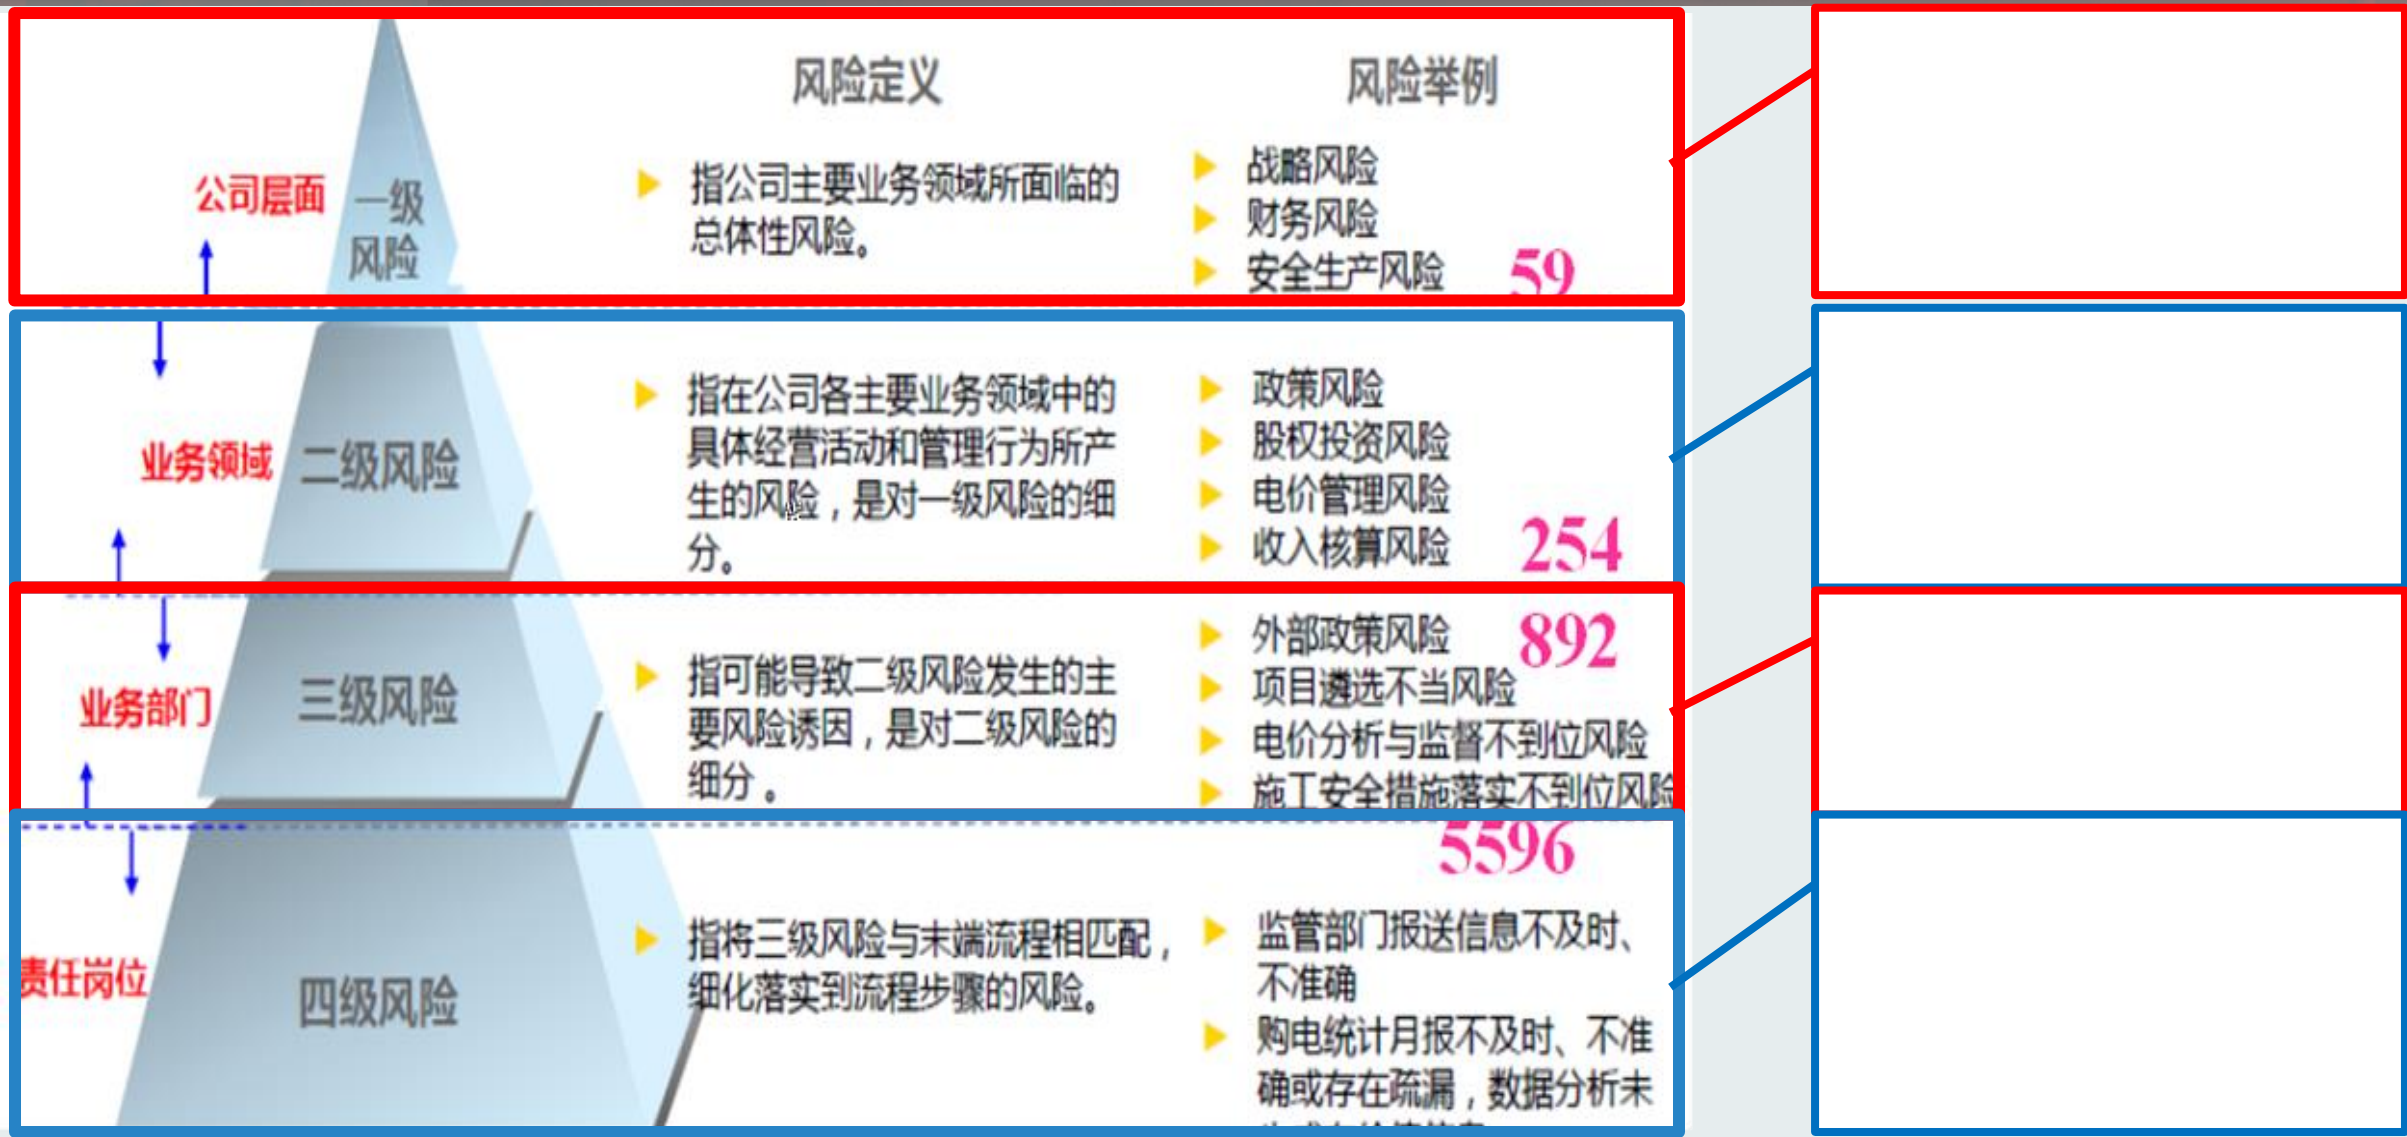 风险定义
风险举例
公司层面
一级
风险
指公司主要业务领域所面临的
总体性风险。
战略风险
财务风险
安全生产风险
59
业务领域
二级风险
指在公司各主要业务领域中的
具体经营活动和管理行为所产
生的风险，是对一级风险的细
分。
政策风险
股权投资风险
电价管理风险
收入核算风险
254
业务部门
三级风险
指可能导致二级风险发生的主
要风险诱因，是对二级风险的
细分。
外部政策风险
892
项目遴选不当风险
电价分析与监督不到位风险
施工安全措施落实不到位风险
5596
责任岗位
四级风险
指将三级风险与末端流程相匹配，
细化落实到流程步骤的风险。
监管部门报送信息不及时、
不准确
购电统计月报不及时、不准
确或存在疏漏，数据分析未